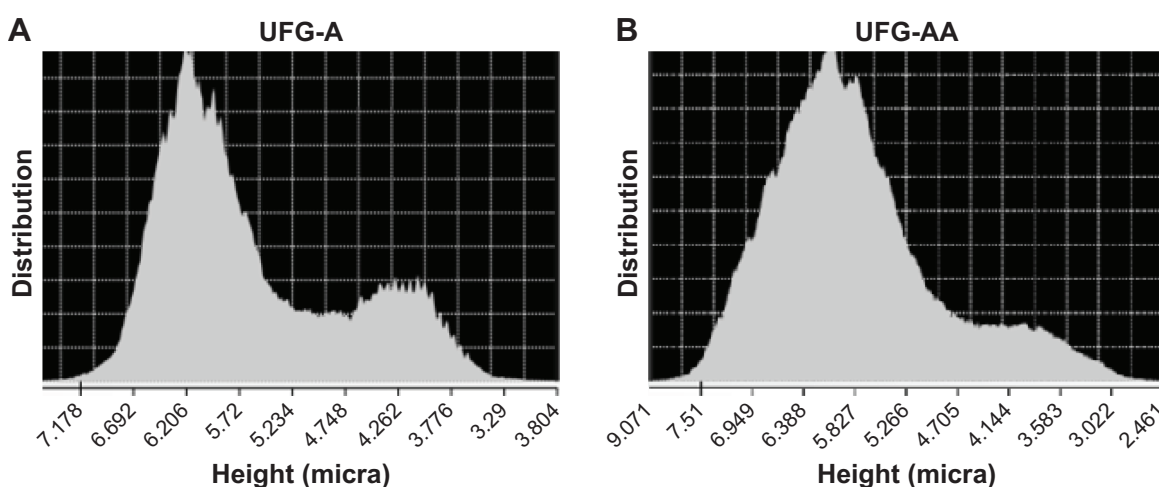 A
UFG-A
Distribution
7.178 6.692 6.206 5.72 5.234 4.748 4.262 3.776 3.29 3.804
Height (micra)
B
UFG-AA
Distribution
9.071 7.51 6.949 6.388 5.827 5.266 4.705 4.144 3.583 3.022 2.461
Height (micra)